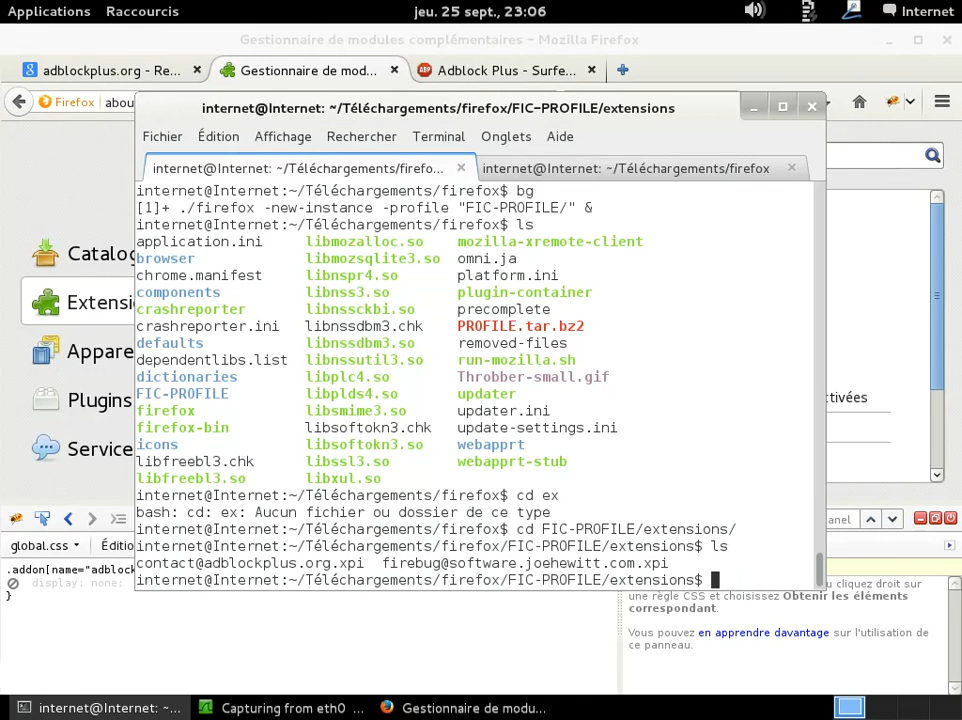 Applications Raccourcis jeu. 25 sept., 23:06 Internet
Gestionnaire de modules complémentaires – Mozilla Firefox
adblockplus.org - Re... Gestionnaire de mod... Adblock Plus - Surfe...
Firefox abou
internet@Internet: ~/Téléchargements/firefox/FIC-PROFILE/extensions
Fichier Édition Affichage Rechercher Terminal Onglets Aide
internet@Internet: ~/Téléchargements/firefo... internet@Internet: ~/Téléchargements/firefox
internet@Internet:~/Téléchargements/firefox$ bg
[1]+ ./firefox -new-instance -profile "FIC-PROFILE/" &
internet@Internet:~/Téléchargements/firefox$ ls
application.ini libmozalloc.so mozilla-xremote-client
browser libmozsqlite3.so omni.ja
chrome.manifest libnspr4.so platform.ini
components libnss3.so plugin-container
crashreporter libnssckbi.so precomplete
crashreporter.ini libnssdbm3.chk PROFILE.tar.bz2
defaults libnssdbm3.so removed-files
dependentlibs.list libnssutil3.so run-mozilla.sh
dictionaries libplc4.so Throbber-small.gif
FIC-PROFILE libplds4.so updater
firefox libsmime3.so updater.ini
firefox-bin libsoftokn3.chk update-settings.ini
icons libsoftokn3.so webapprt
libfreebl3.chk libssl3.so webapprt-stub
libfreebl3.so libxul.so
internet@Internet:~/Téléchargements/firefox$ cd ex
bash: cd: ex: Aucun fichier ou dossier de ce type
internet@Internet:~/Téléchargements/firefox$ cd FIC-PROFILE/extensions/
internet@Internet:~/Téléchargements/firefox/FIC-PROFILE/extensions$ ls
contact@adblockplus.org.xpi firebug@software.joehewitt.com.xpi
internet@Internet:~/Téléchargements/firefox/FIC-PROFILE/extensions$
Catalog
Extensi
Appare
Plugins
Service
ctivées
anel
global.css Éditio
.addon[name="adblock
display: none;
}
u cliquez droit sur
une règle CSS et choisissez Obtenir les éléments
correspondant.
Vous pouvez en apprendre davantage sur l'utilisation de
ce panneau.
internet@Internet: ~... Capturing from eth0 ... Gestionnaire de modu...